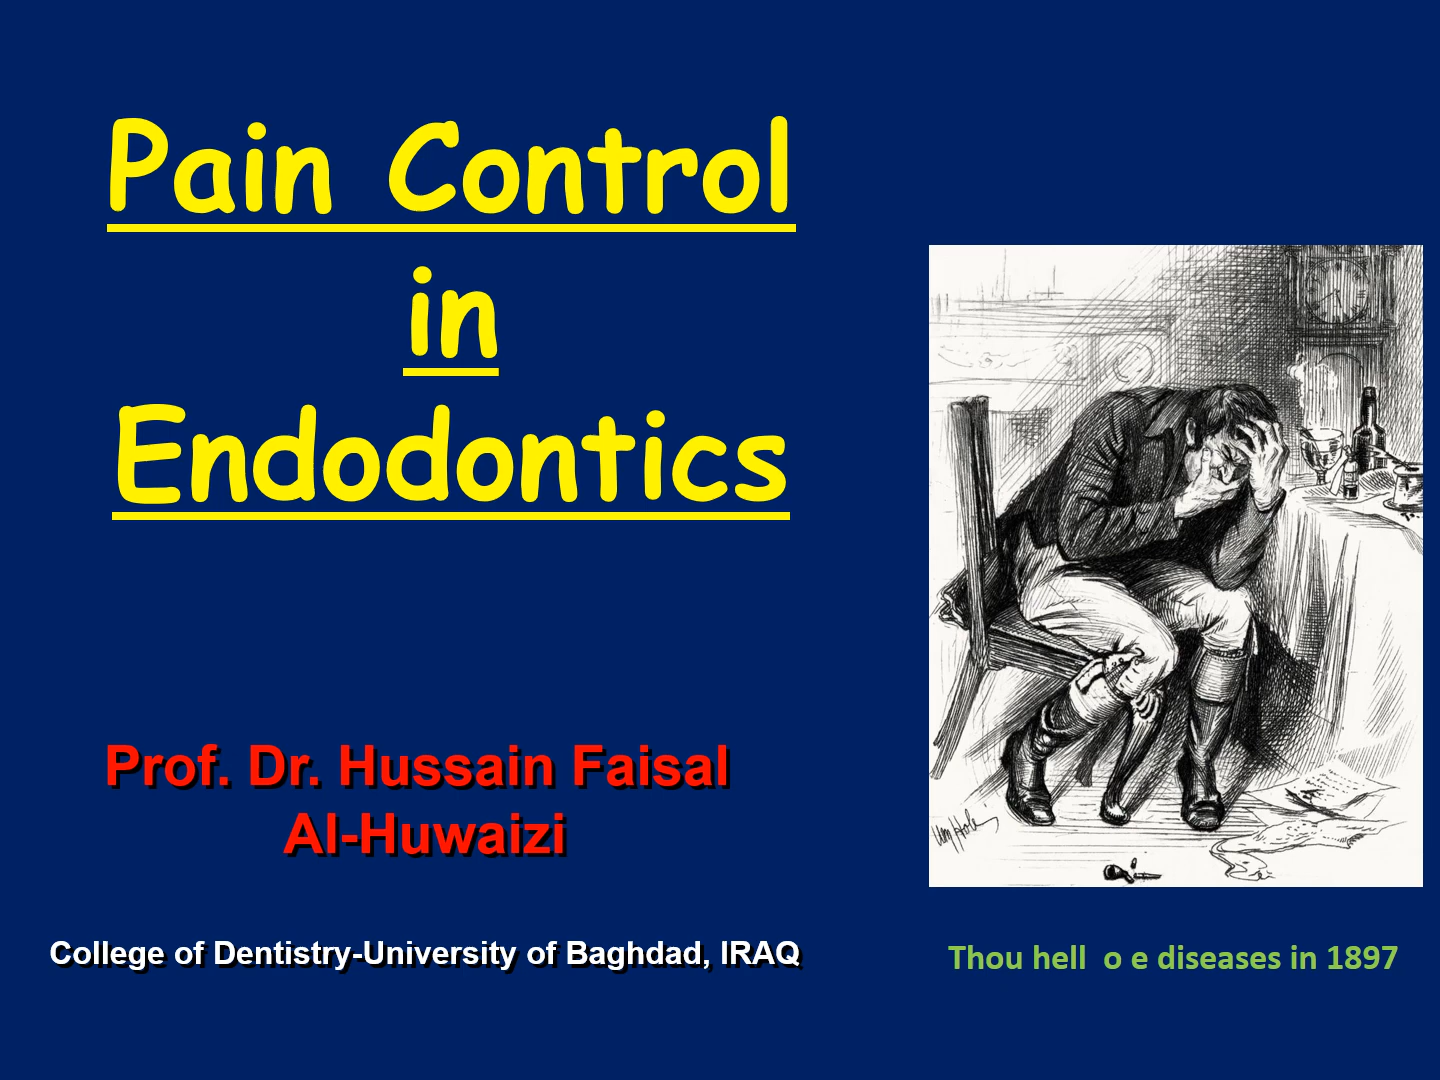 Pain Control
in
Endodontics
Prof. Dr. Hussain Faisal
Al-Huwaizi
College of Dentistry-University of Baghdad, IRAQ
Thou hell  o e diseases in 1897